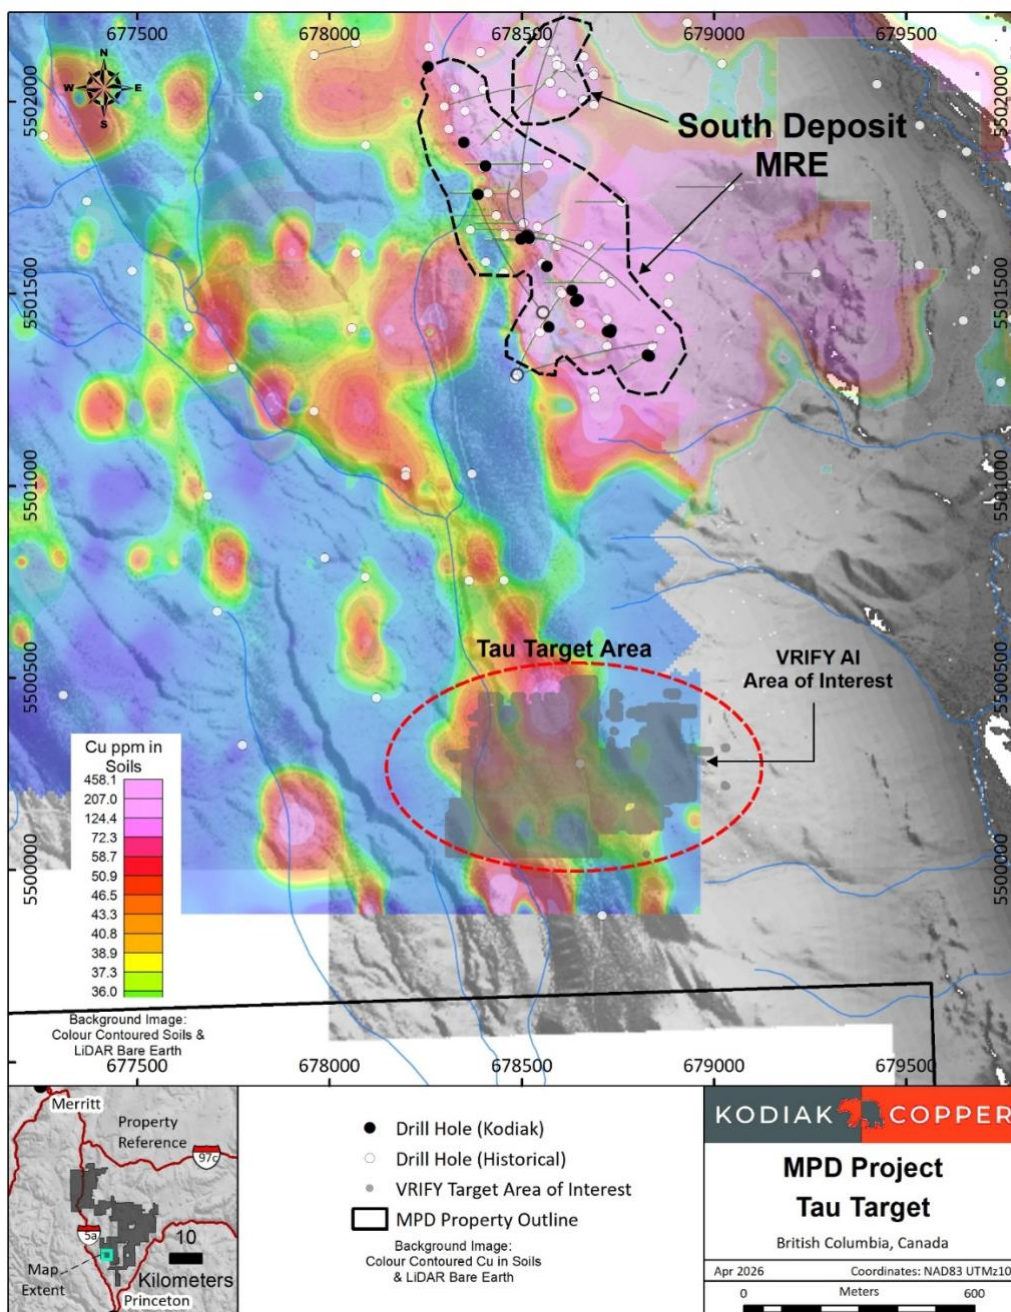 677500 678000 678500 679000 679500
N
W E
S
5502000 5502000
South Deposit
MRE
5501500 5501500
5501000 5501000
Tau Target Area
VRIFY AI
Area of Interest
5500500 5500500
Cu ppm in
Soils
458.1
207.0
124.4
72.3
58.7
50.9
46.5
43.3
40.8
38.9
37.3
36.0
5500000 5500000
Background Image:
Colour Contoured Soils &
LiDAR Bare Earth
677500 678000 678500 679000 679500
Merritt
Property
Reference
97c
5a
10
Kilometers
Map
Extent
Princeton
Drill Hole (Kodiak)
Drill Hole (Historical)
VRIFY Target Area of Interest
MPD Property Outline
Background Image:
Colour Contoured Cu in Soils
& LiDAR Bare Earth
KODIAK COPPER
MPD Project
Tau Target
British Columbia, Canada
Apr 2026 Coordinates: NAD83 UTMz10
0 Meters 600